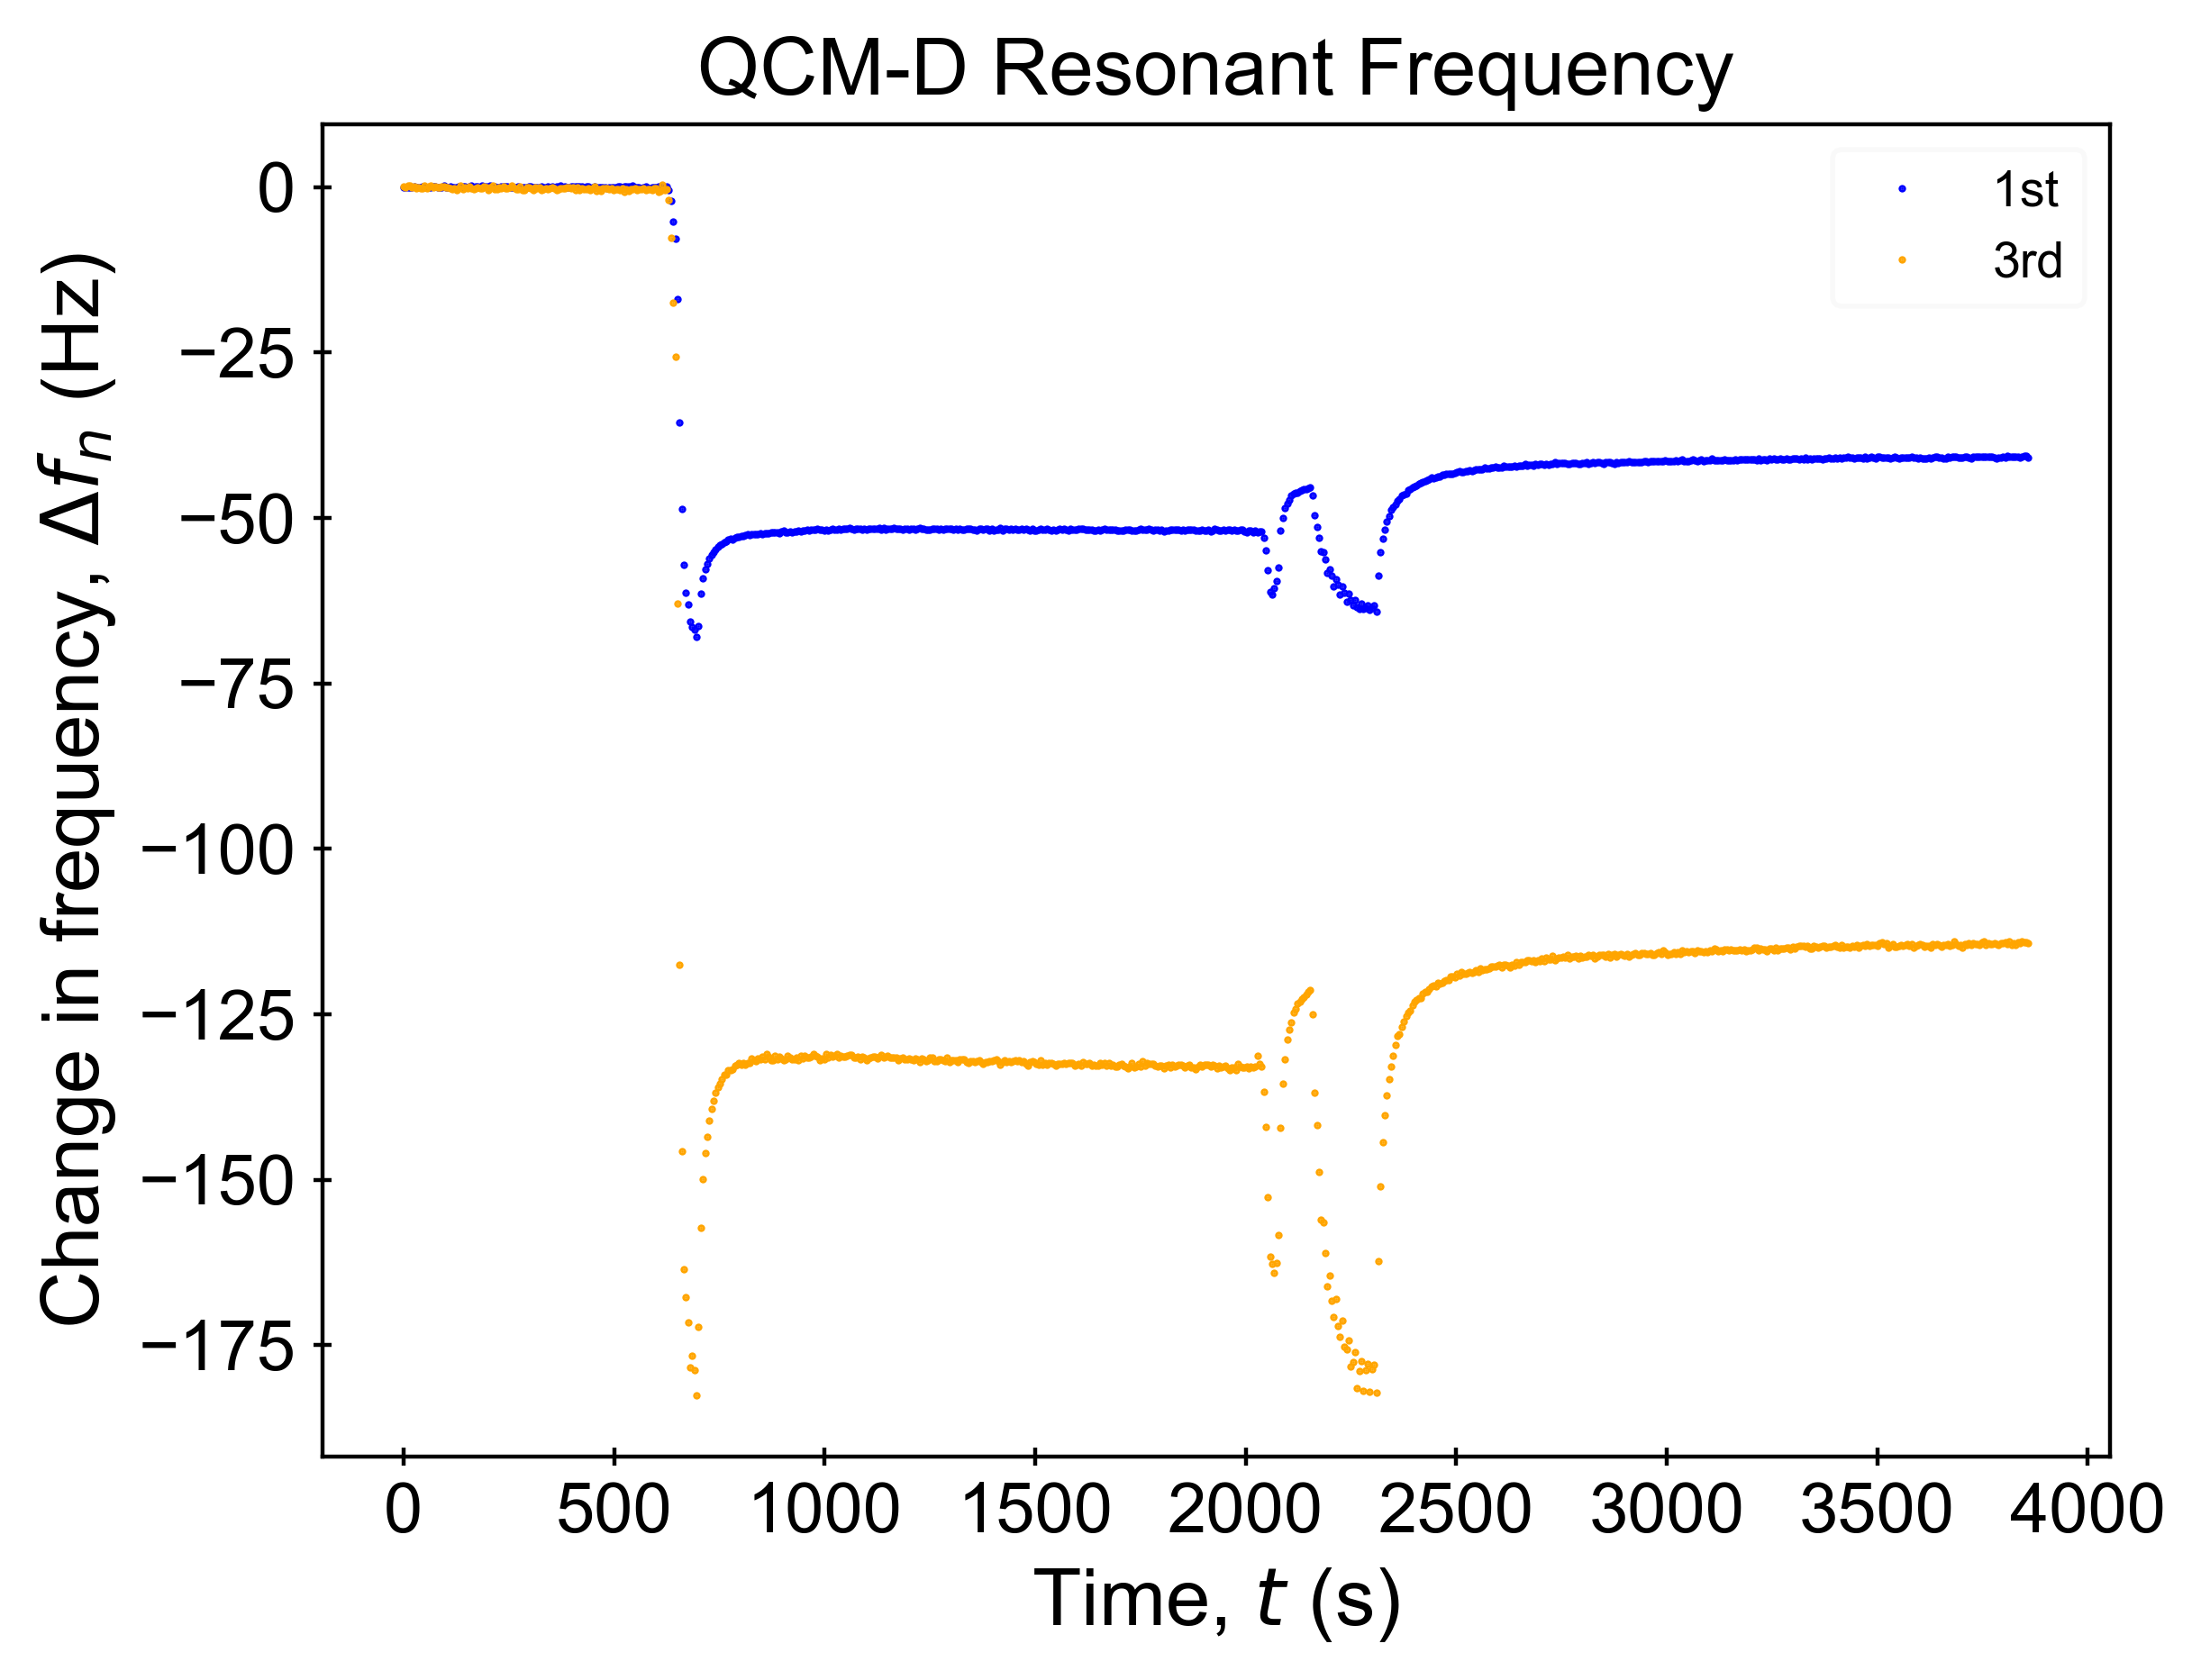 QCM-D Resonant Frequency
Change in frequency, Δfn (Hz)
0
−25
−50
−75
−100
−125
−150
−175
1st
3rd
0 500 1000 1500 2000 2500 3000 3500 4000
Time, t (s)